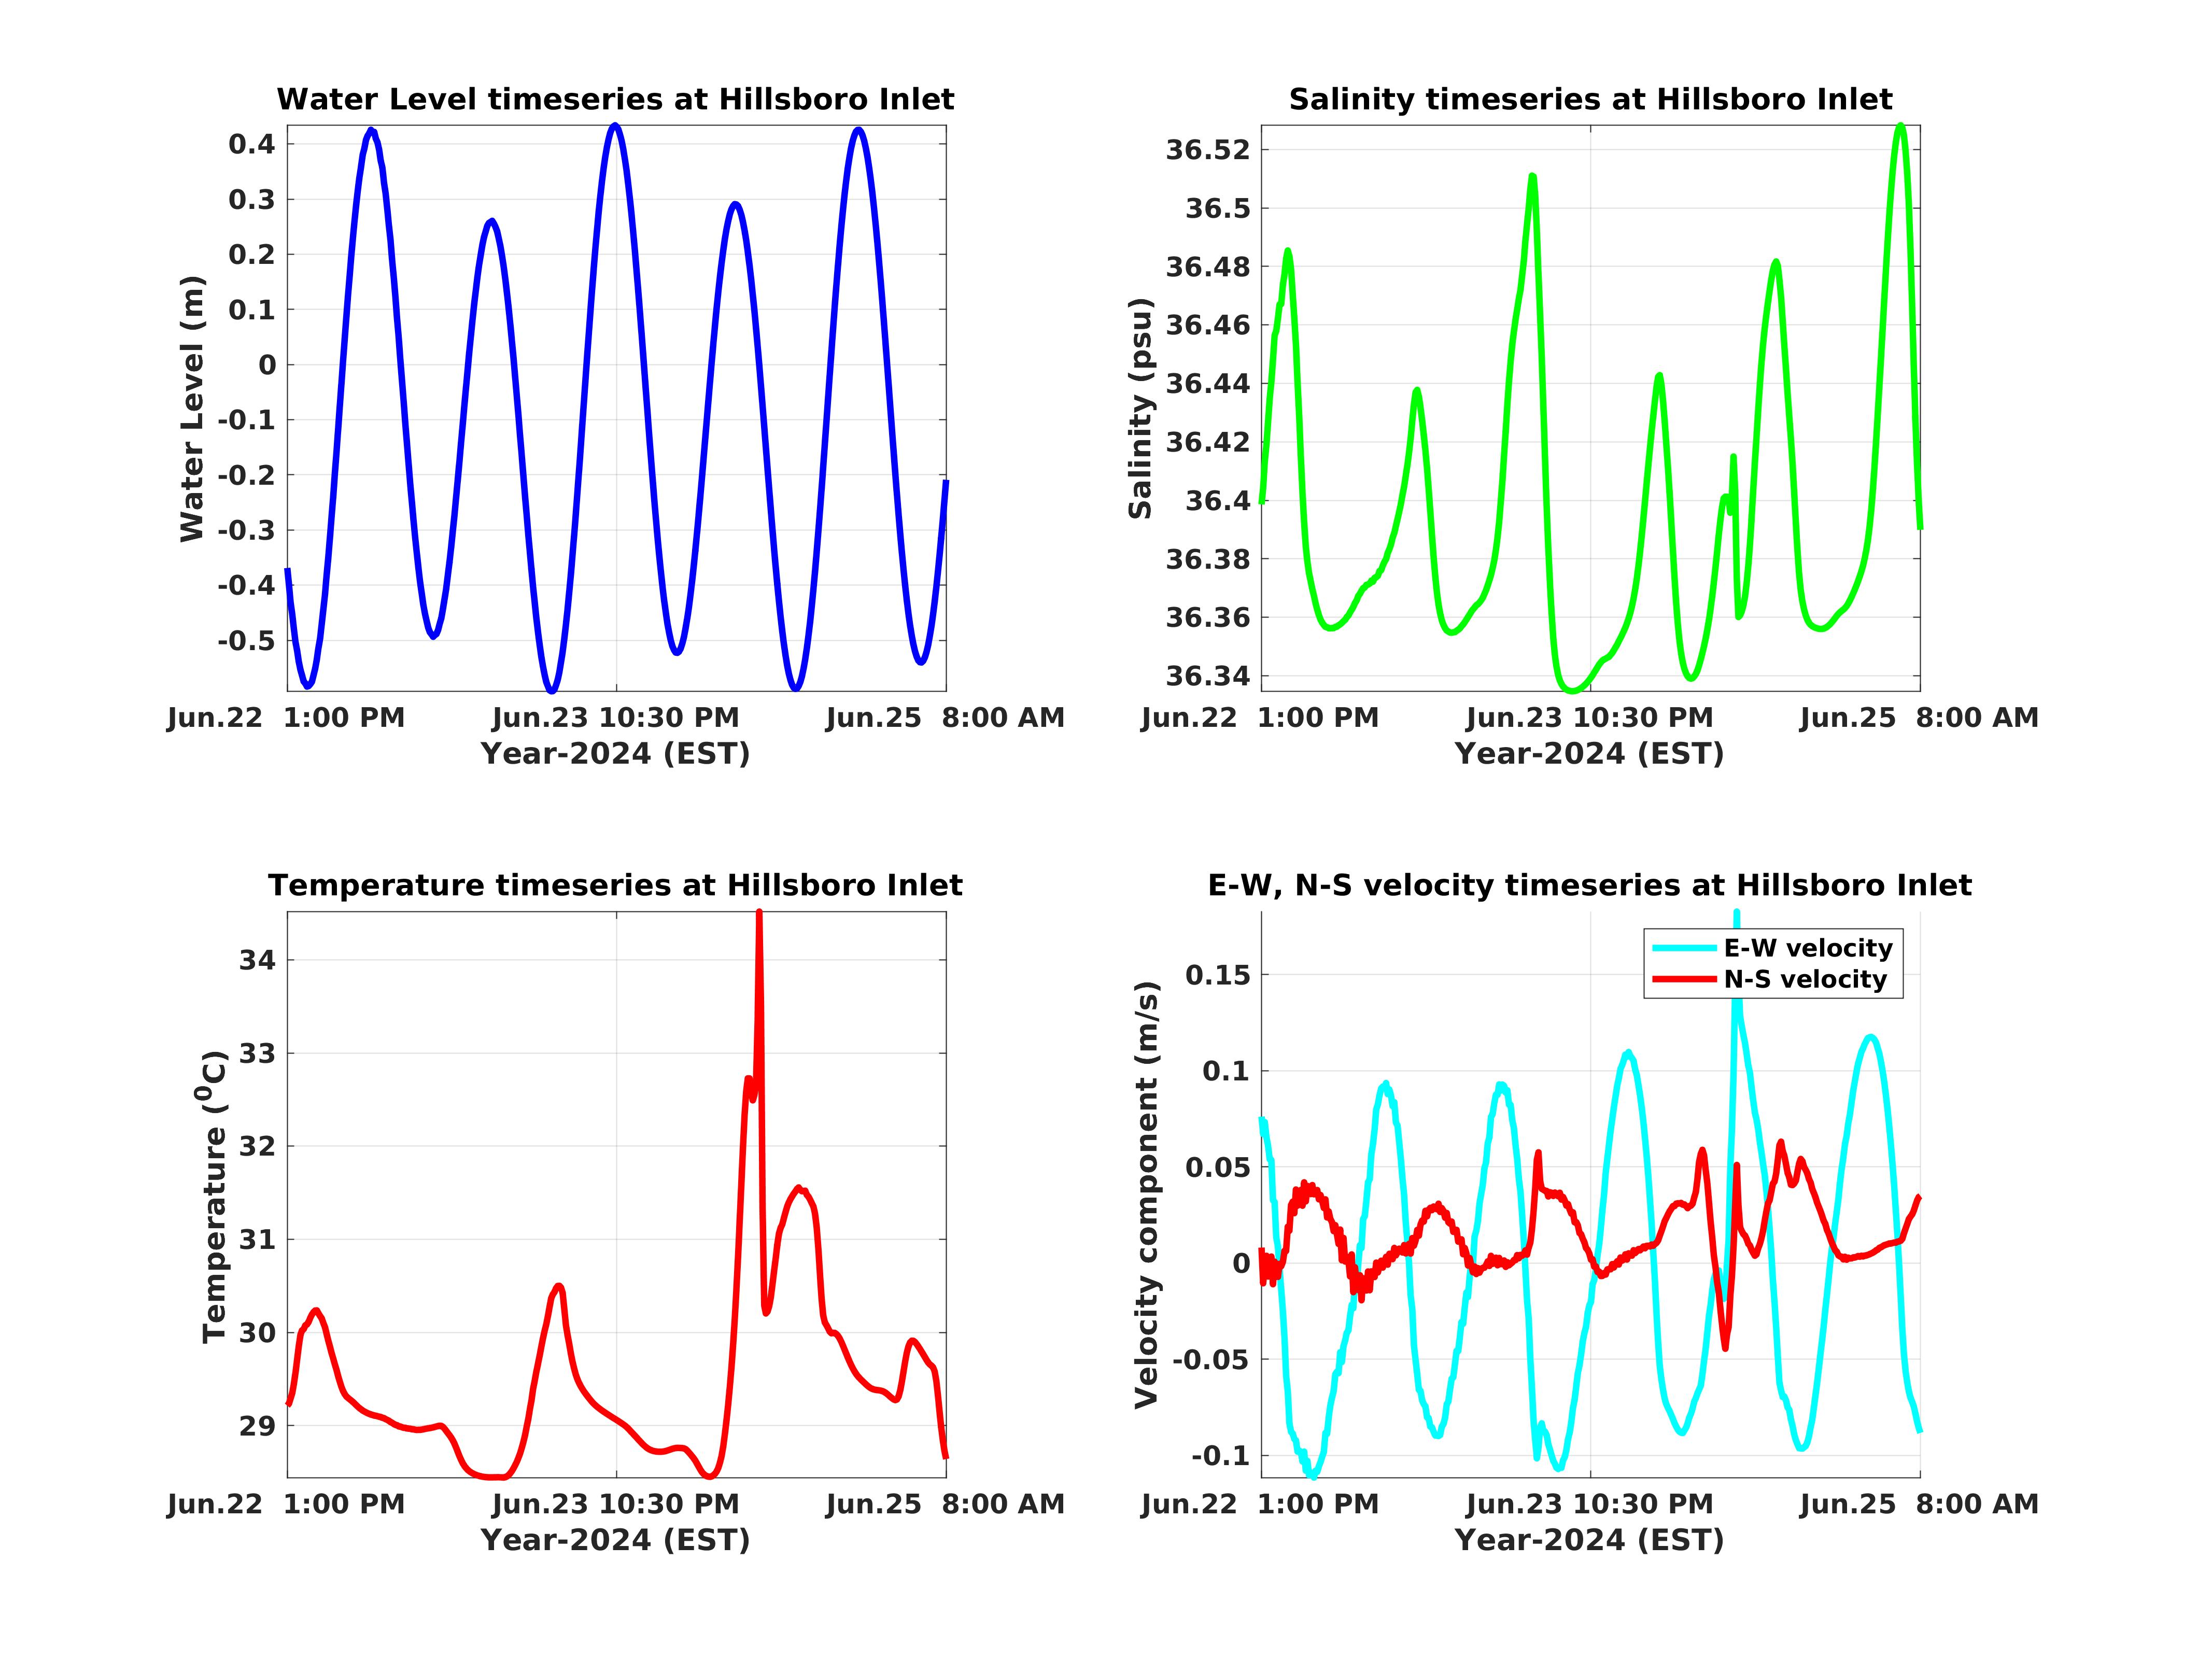 Water Level timeseries at Hillsboro Inlet
Water Level (m)
0.4
0.3
0.2
0.1
0
-0.1
-0.2
-0.3
-0.4
-0.5
Jun.22 1:00 PM
Jun.23 10:30 PM
Jun.25 8:00 AM
Year-2024 (EST)
Salinity timeseries at Hillsboro Inlet
Salinity (psu)
36.52
36.5
36.48
36.46
36.44
36.42
36.4
36.38
36.36
36.34
Jun.22 1:00 PM
Jun.23 10:30 PM
Jun.25 8:00 AM
Year-2024 (EST)
Temperature timeseries at Hillsboro Inlet
Temperature (⁰C)
34
33
32
31
30
29
Jun.22 1:00 PM
Jun.23 10:30 PM
Jun.25 8:00 AM
Year-2024 (EST)
E-W, N-S velocity timeseries at Hillsboro Inlet
E-W velocity
N-S velocity
Velocity component (m/s)
0.15
0.1
0.05
0
-0.05
-0.1
Jun.22 1:00 PM
Jun.23 10:30 PM
Jun.25 8:00 AM
Year-2024 (EST)